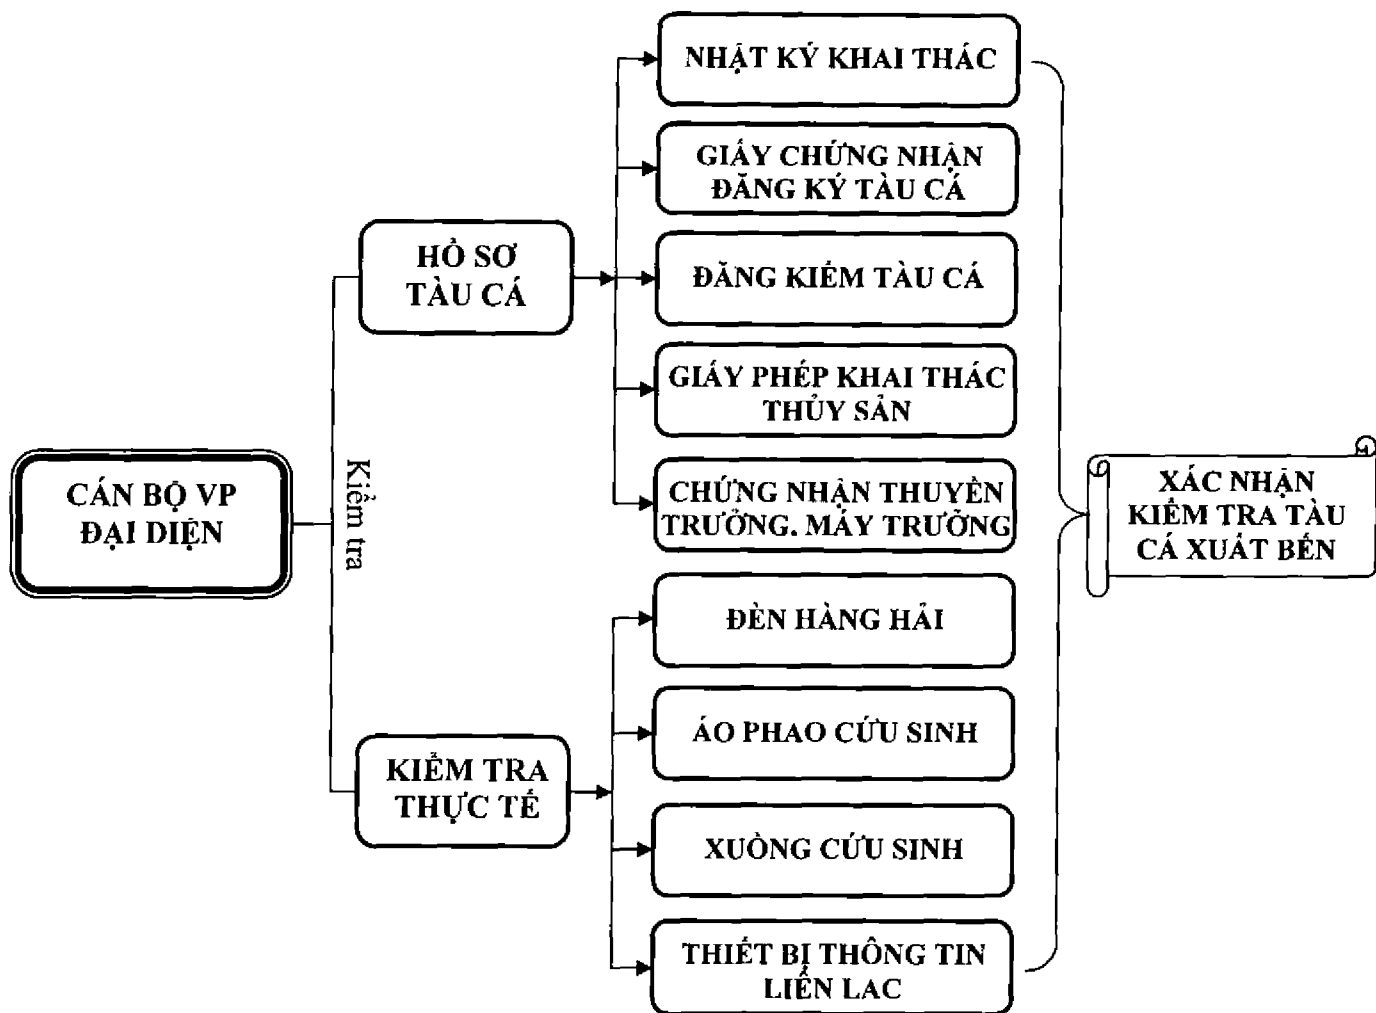 CÁN BỘ VP
ĐẠI DIỆN
Kiểm tra
HỒ SƠ
TÀU CÁ
NHẬT KÝ KHAI THÁC
GIẤY CHỨNG NHẬN
ĐĂNG KÝ TÀU CÁ
ĐĂNG KIỂM TÀU CÁ
GIẤY PHÉP KHAI THÁC
THỦY SẢN
CHỨNG NHẬN THUYỀN
TRƯỞNG. MÁY TRƯỞNG
KIỂM TRA
THỰC TẾ
ĐÈN HÀNG HẢI
ÁO PHAO CỨU SINH
XUỒNG CỨU SINH
THIẾT BỊ THÔNG TIN
LIÊN LẠC
XÁC NHẬN
KIỂM TRA TÀU
CÁ XUẤT BẾN